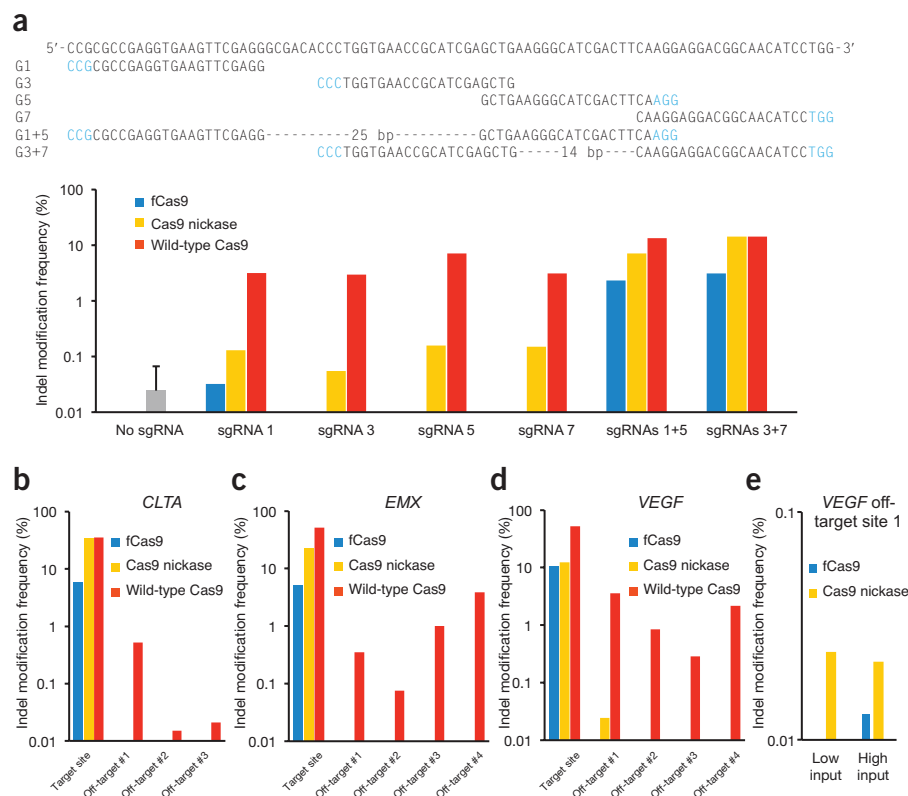 a
5′-CCGCGCCGAGGTGAAGTTCGAGGGCGACACCCTGGTGAACCGCATCGAGCTGAAGGGCATCGACTTCAAGGAGGACGGCAACATCCTGG-3′
G1 CCGCGCCGAGGTGAAGTTCGAGG
G3 CCCTGGTGAACCGCATCGAGCTG
G5 GCTGAAGGGCATCGACTTCAAGG
G7 CAAGGAGGACGGCAACATCCTGG
G1+5 CCGCGCCGAGGTGAAGTTCGAGG----------25 bp----------GCTGAAGGGCATCGACTTCAAGG
G3+7 CCCTGGTGAACCGCATCGAGCTG-----14 bp----CAAGGAGGACGGCAACATCCTGG
Indel modification frequency (%)
100
10
1
0.1
0.01
fCas9
Cas9 nickase
Wild-type Cas9
No sgRNA sgRNA 1 sgRNA 3 sgRNA 5 sgRNA 7 sgRNAs 1+5 sgRNAs 3+7
b
CLTA
Indel modification frequency (%)
100
10
1
0.1
0.01
fCas9
Cas9 nickase
Wild-type Cas9
Target site Off-target #1 Off-target #2 Off-target #3
c
EMX
Indel modification frequency (%)
100
10
1
0.1
0.01
fCas9
Cas9 nickase
Wild-type Cas9
Target site Off-target #1 Off-target #2 Off-target #3 Off-target #4
d
VEGF
Indel modification frequency (%)
100
10
1
0.1
0.01
fCas9
Cas9 nickase
Wild-type Cas9
Target site Off-target #1 Off-target #2 Off-target #3 Off-target #4
e
VEGF off-
target site 1
Indel modification frequency (%)
0.1
0.01
fCas9
Cas9 nickase
Low input
High input